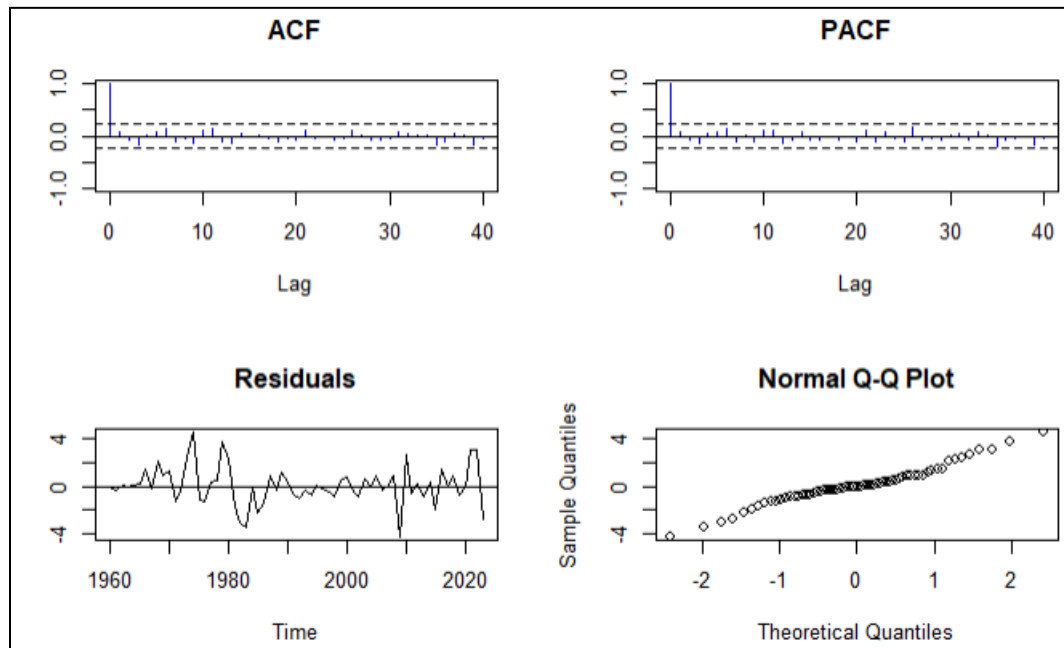 ACF
1.0
0.0
-1.0
0 10 20 30 40
Lag
PACF
1.0
0.0
-1.0
0 10 20 30 40
Lag
Residuals
4
0
-4
1960 1980 2000 2020
Time
Normal Q-Q Plot
Sample Quantiles
4
0
-4
-2 -1 0 1 2
Theoretical Quantiles